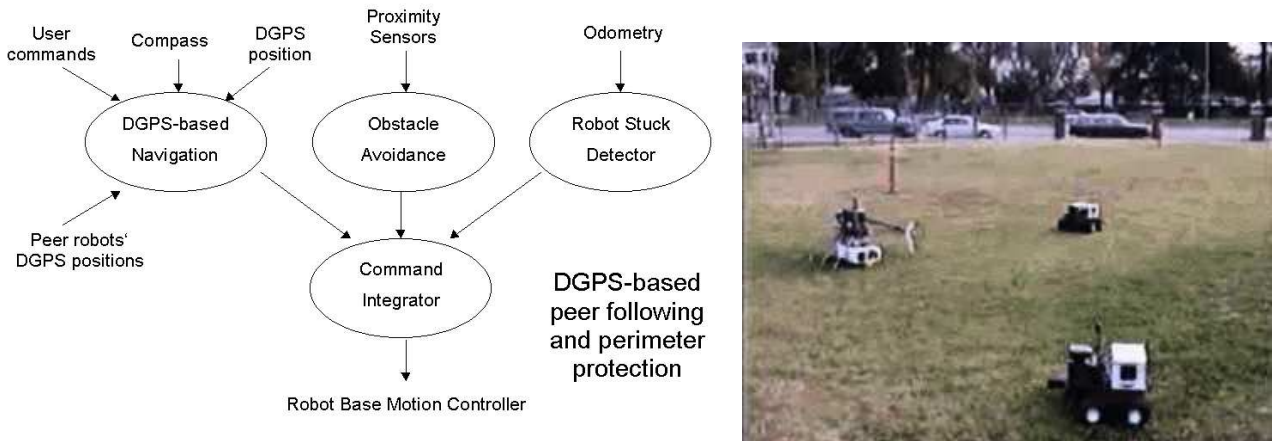 User
commands
Compass
DGPS
position
Proximity
Sensors
Odometry
DGPS-based
Navigation
Obstacle
Avoidance
Robot Stuck
Detector
Peer robots‘
DGPS positions
Command
Integrator
DGPS-based
peer following
and perimeter
protection
Robot Base Motion Controller